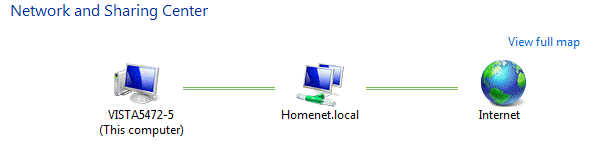 Network and Sharing Center
View full map
VISTA5472-5
(This computer)
Homenet.local
Internet